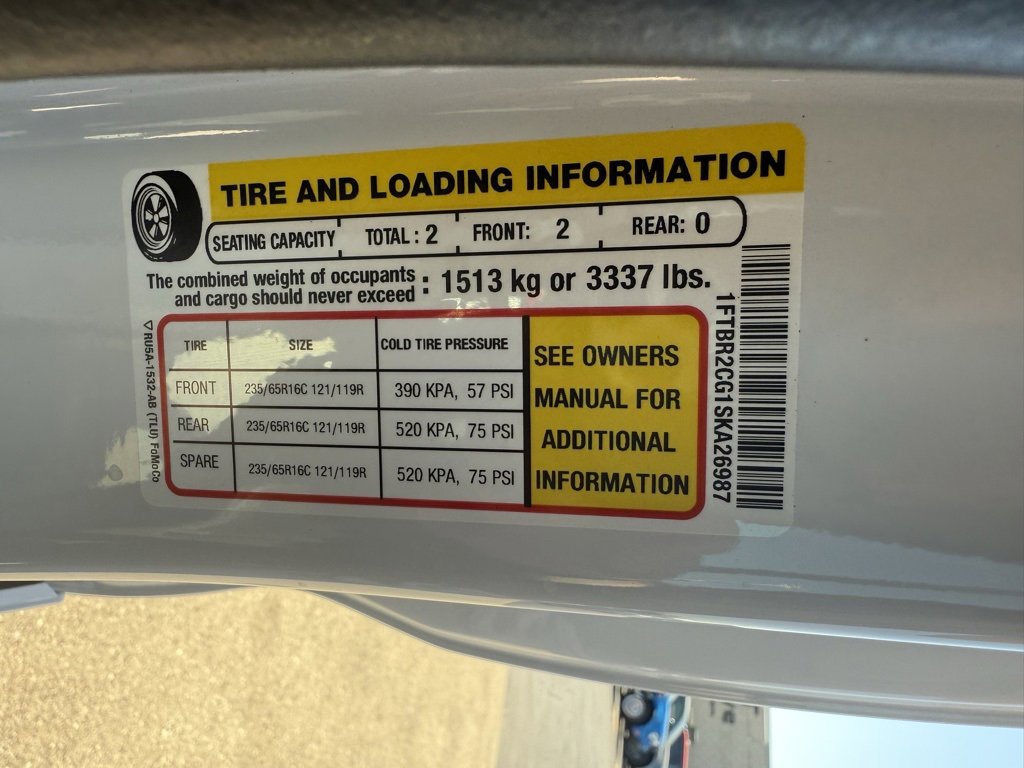 TIRE AND LOADING INFORMATION
SEATING CAPACITY TOTAL : 2 FRONT: 2 REAR: 0
The combined weight of occupants
and cargo should never exceed : 1513 kg or 3337 lbs.
TIRE SIZE COLD TIRE PRESSURE
FRONT 235/65R16C 121/119R 390 KPA, 57 PSI
REAR 235/65R16C 121/119R 520 KPA, 75 PSI
SPARE 235/65R16C 121/119R 520 KPA, 75 PSI
SEE OWNERS
MANUAL FOR
ADDITIONAL
INFORMATION
1FTBR2CG1SKA26987
▽RU5A-1532-AB (TLU) FoMoCo